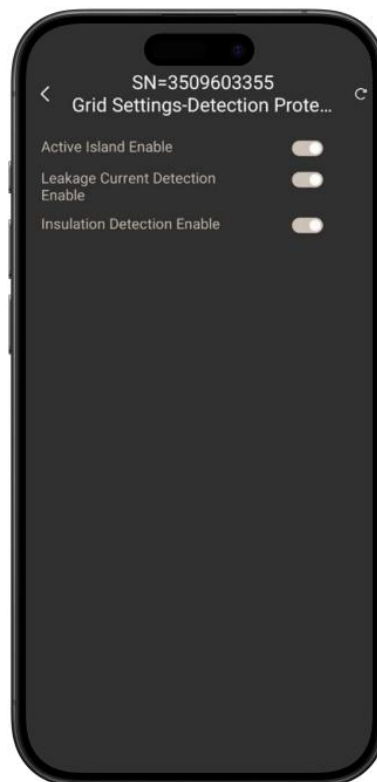 SN=3509603355
Grid Settings-Detection Prote...
Active Island Enable
Leakage Current Detection
Enable
Insulation Detection Enable